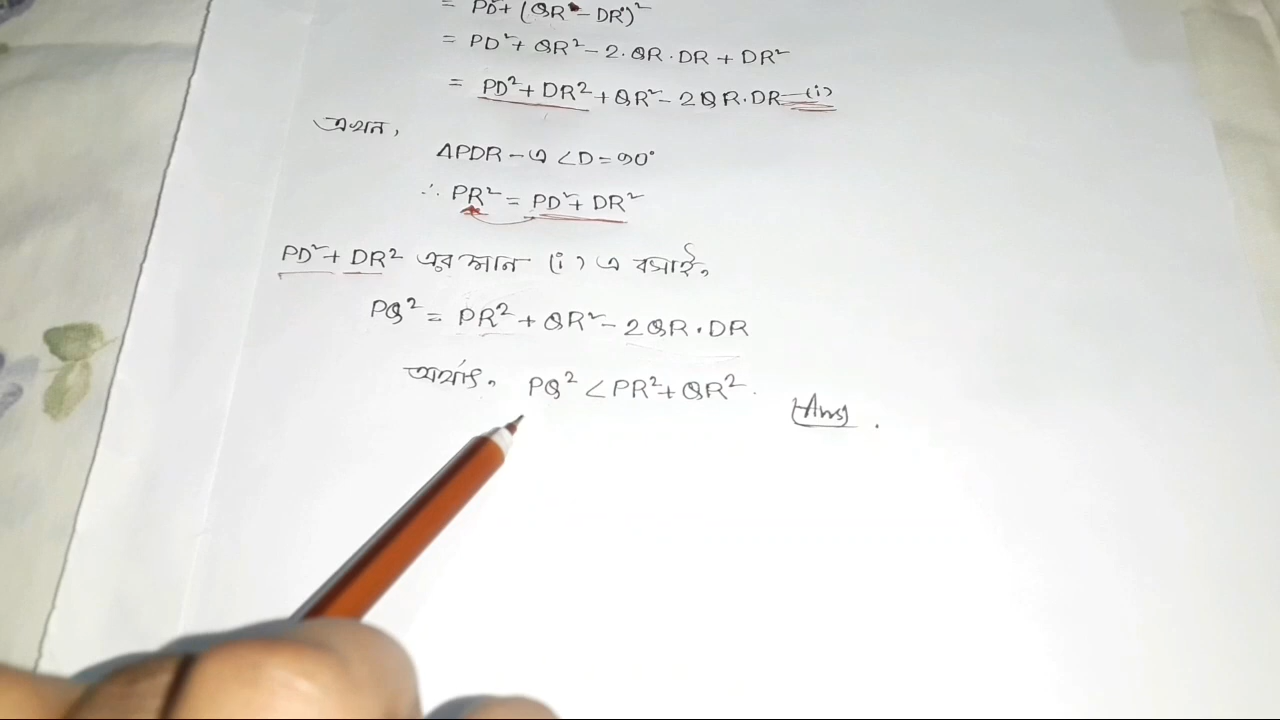 = PD²+ (QR - DR)²
= PD²+ QR² - 2.QR.DR + DR²
= PD²+ DR² + QR² - 2QR.DR —(i)
এখন,
ΔPDR - এ ∠D = ৯০°
∴ PR² = PD²+ DR²
PD²+ DR² এর মান (i) এ বসাই,
PQ² = PR² + QR² - 2QR.DR
অর্থাৎ, PQ² < PR²+ QR².
(Ans) .